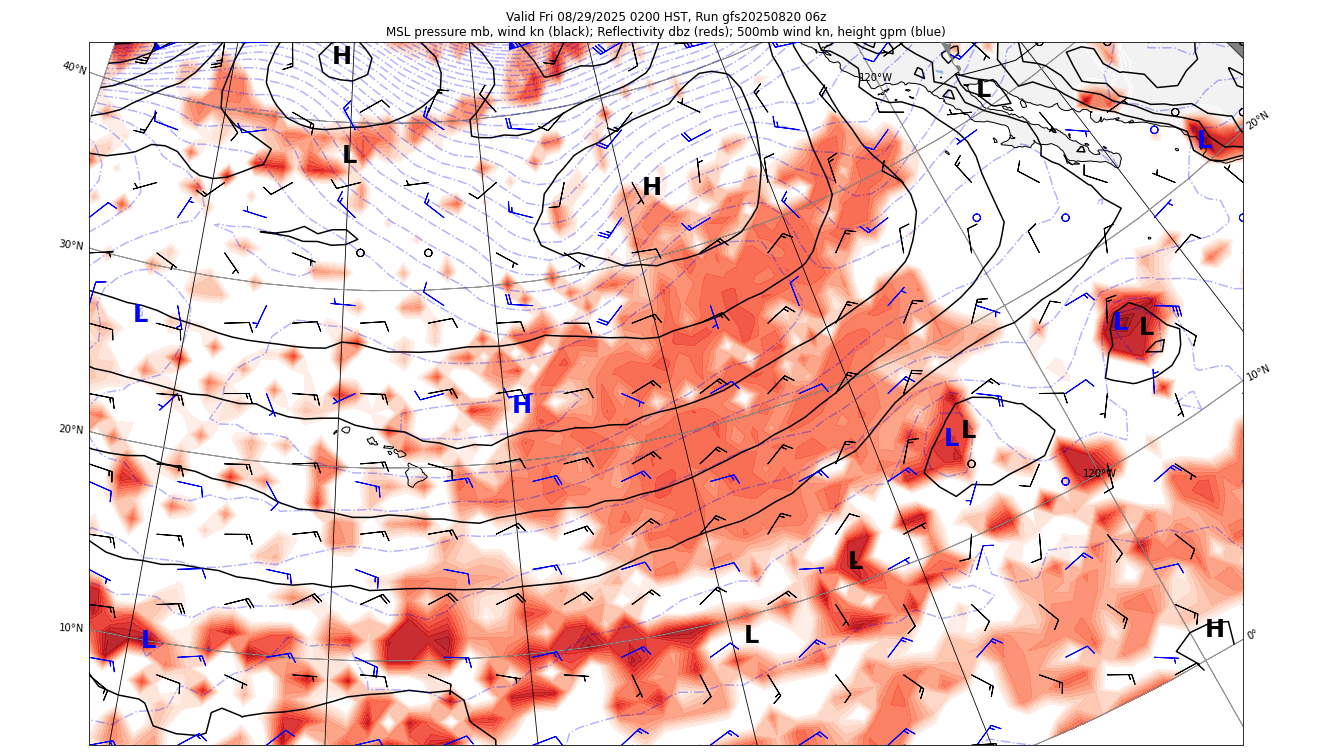 Valid Fri 08/29/2025 0200 HST, Run gfs20250820 06z
MSL pressure mb, wind kn (black); Reflectivity dbz (reds); 500mb wind kn, height gpm (blue)
H
40°N
120°W
L
20°N
L
L
H
30°N
L
L
L
10°N
H
20°N
L
L
120°W
L
10°N
L
L
H
0°